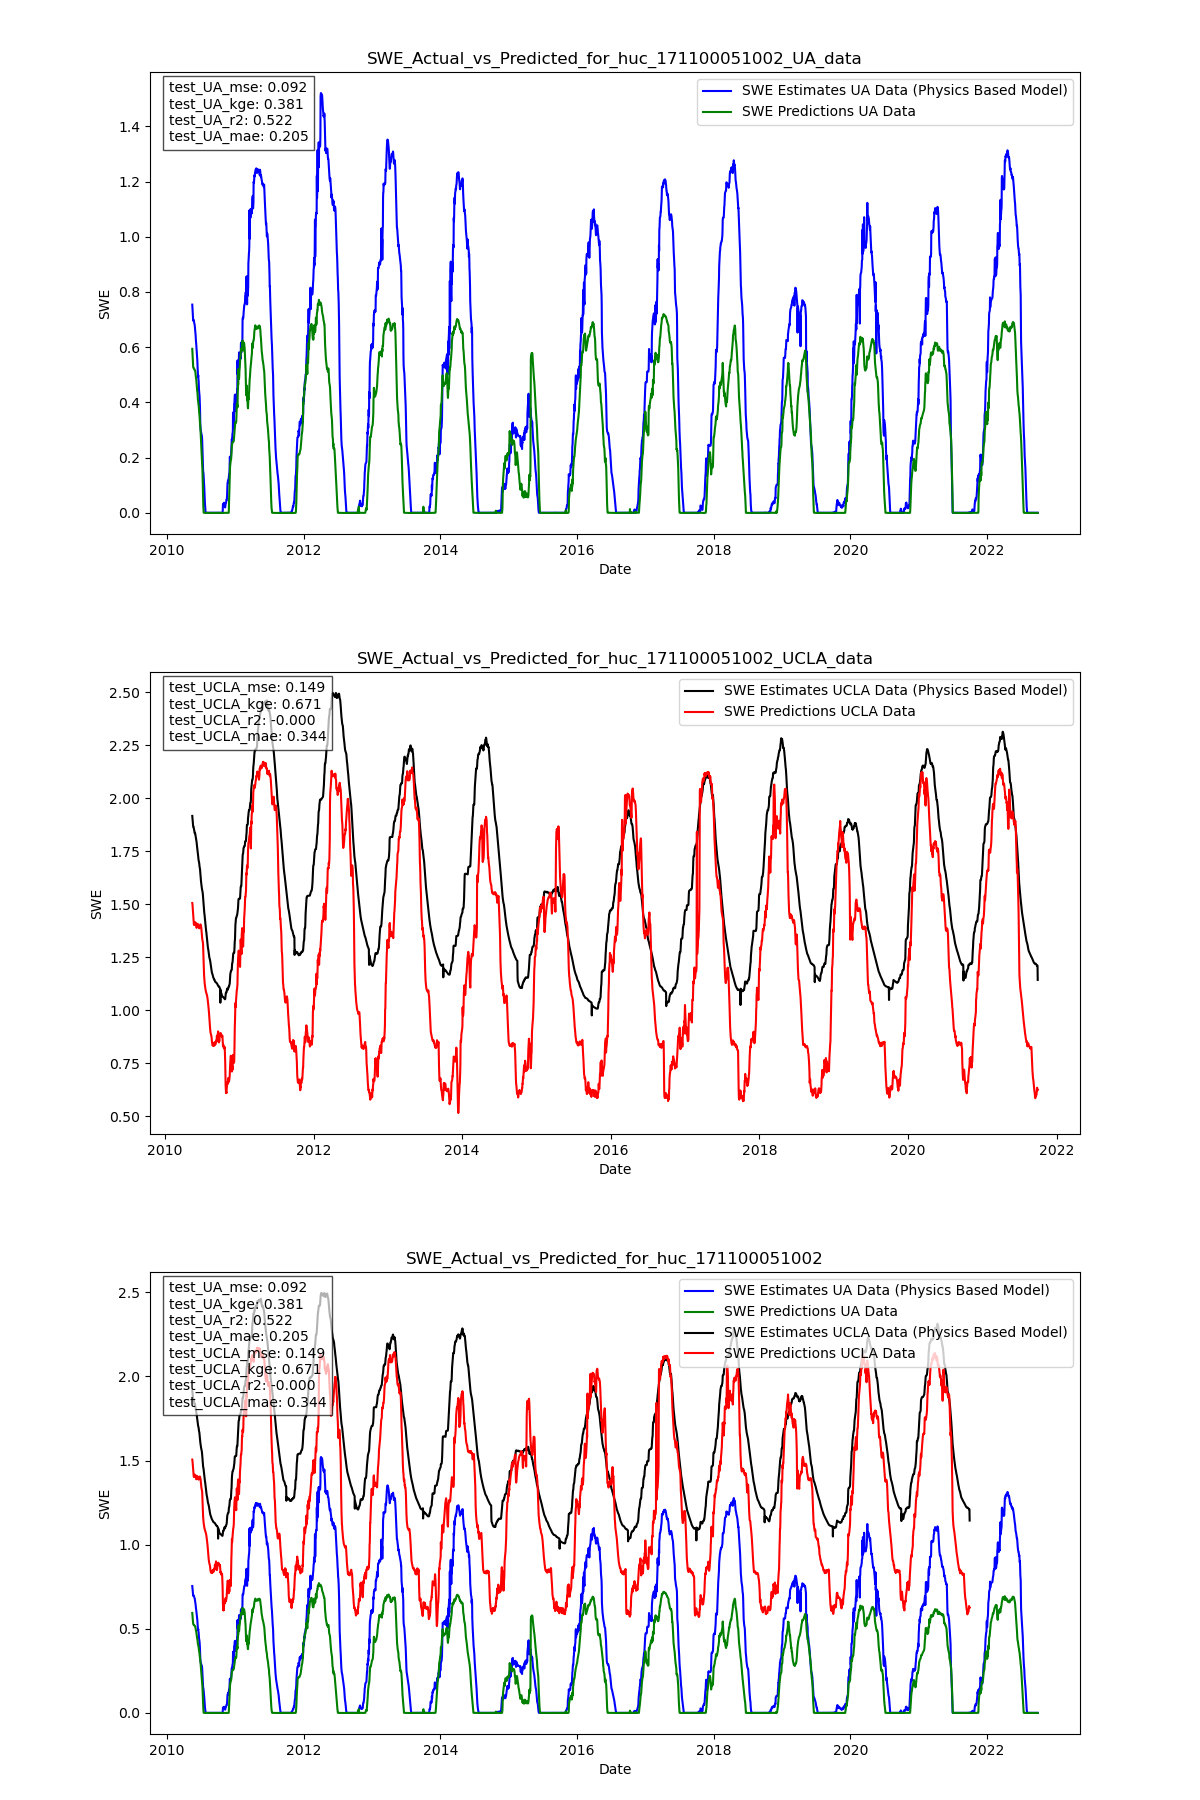 SWE_Actual_vs_Predicted_for_huc_171100051002_UA_data
test_UA_mse: 0.092
test_UA_kge: 0.381
test_UA_r2: 0.522
test_UA_mae: 0.205
SWE Estimates UA Data (Physics Based Model)
SWE Predictions UA Data
1.4
1.2
1.0
0.8
0.6
0.4
0.2
0.0
SWE
2010
2012
2014
2016
2018
2020
2022
Date
SWE_Actual_vs_Predicted_for_huc_171100051002_UCLA_data
test_UCLA_mse: 0.149
test_UCLA_kge: 0.671
test_UCLA_r2: -0.000
test_UCLA_mae: 0.344
SWE Estimates UCLA Data (Physics Based Model)
SWE Predictions UCLA Data
2.50
2.25
2.00
1.75
1.50
1.25
1.00
0.75
0.50
SWE
2010
2012
2014
2016
2018
2020
2022
Date
SWE_Actual_vs_Predicted_for_huc_171100051002
test_UA_mse: 0.092
test_UA_kge: 0.381
test_UA_r2: 0.522
test_UA_mae: 0.205
test_UCLA_mse: 0.149
test_UCLA_kge: 0.671
test_UCLA_r2: -0.000
test_UCLA_mae: 0.344
SWE Estimates UA Data (Physics Based Model)
SWE Predictions UA Data
SWE Estimates UCLA Data (Physics Based Model)
SWE Predictions UCLA Data
2.5
2.0
1.5
1.0
0.5
0.0
SWE
2010
2012
2014
2016
2018
2020
2022
Date